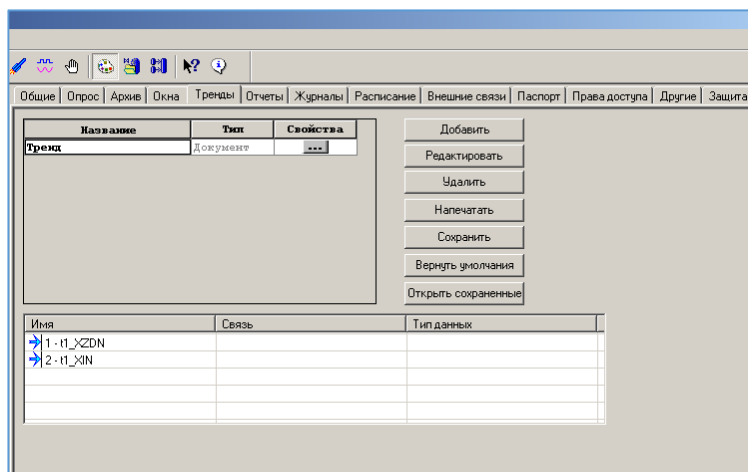 Общие Опрос Архив Окна Тренды Отчеты Журналы Расписание Внешние связи Паспорт Права доступа Другие Защита
Название Тип Свойства
Тренд Документ ...
Добавить
Редактировать
Удалить
Напечатать
Сохранить
Вернуть умолчания
Открыть сохраненные
Имя Связь Тип данных
1 - t1_XZDN
2 - t1_XIN